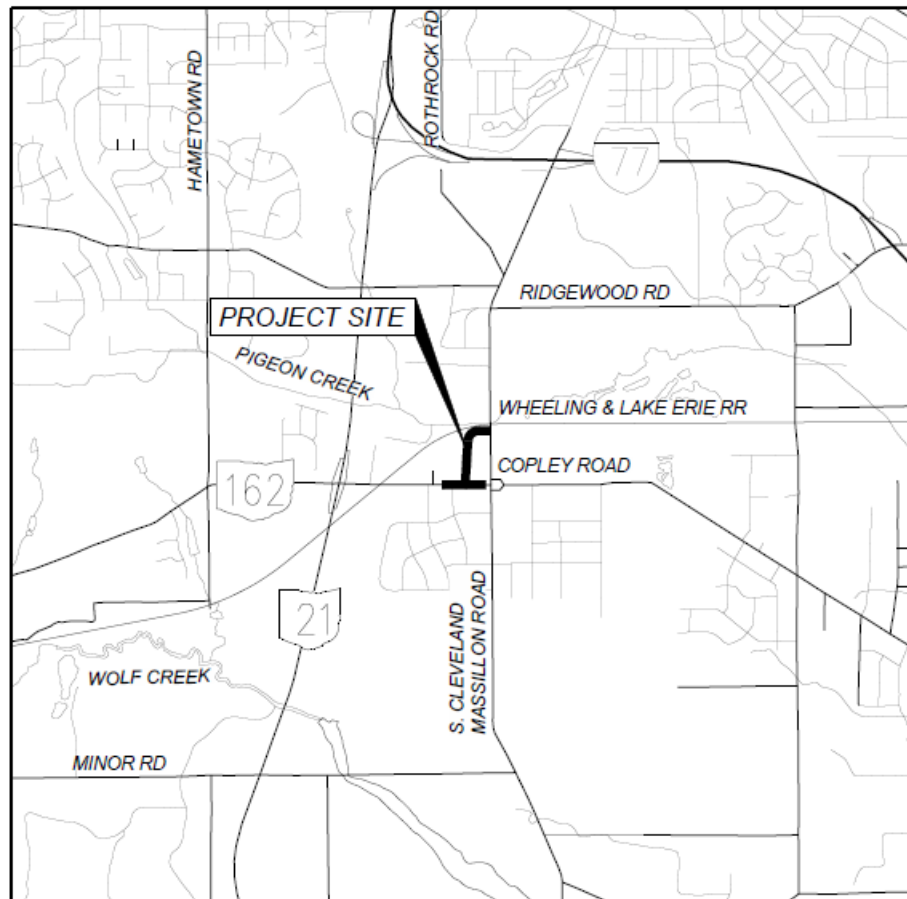 HAMETOWN RD
ROTHROCK RD
77
RIDGEWOOD RD
PROJECT SITE
PIGEON CREEK
WHEELING & LAKE ERIE RR
COPLEY ROAD
162
21
S. CLEVELAND
MASSILLON ROAD
WOLF CREEK
MINOR RD